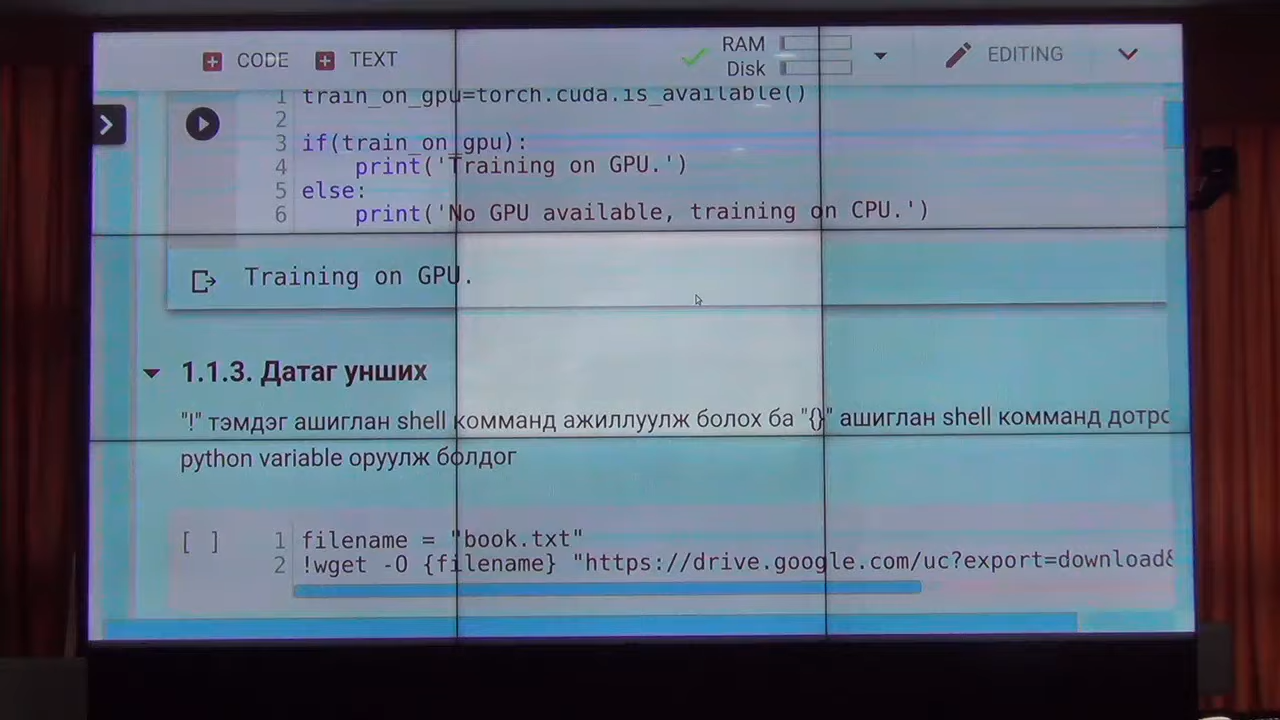 CODE TEXT RAM Disk EDITING
1 train_on_gpu=torch.cuda.is_available()
2
3 if(train_on_gpu):
4     print('Training on GPU.')
5 else:
6     print('No GPU available, training on CPU.')
Training on GPU.
1.1.3. Датаг унших
"!" тэмдэг ашиглан shell комманд ажиллуулж болох ба "{}" ашиглан shell комманд дотро
python variable оруулж болдог
[ ] 1 filename = "book.txt"
2 !wget -O {filename} "https://drive.google.com/uc?export=download&